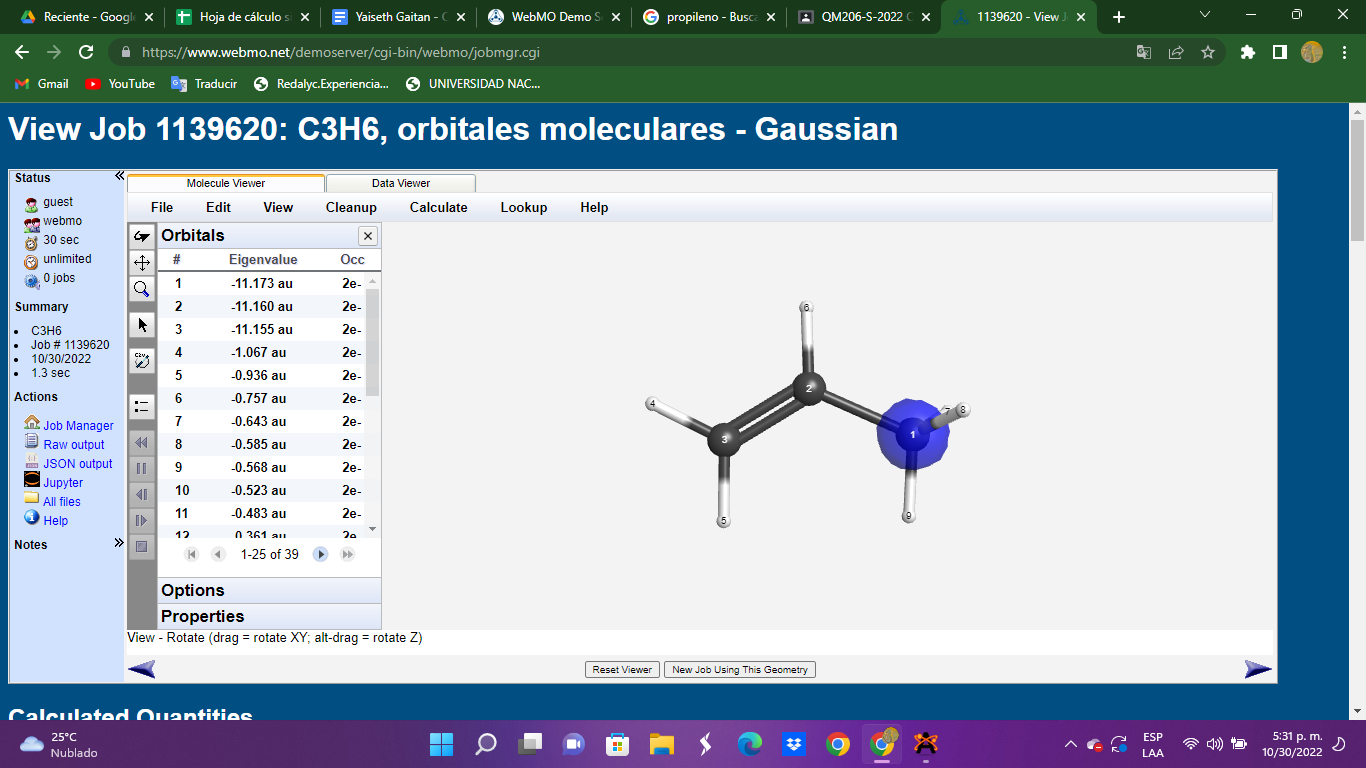 Reciente - Google
Hoja de cálculo si
Yaiseth Gaitan - C
WebMO Demo Se
propileno - Busca
QM206-S-2022 C
1139620 - View J
https://www.webmo.net/demoserver/cgi-bin/webmo/jobmgr.cgi
Gmail
YouTube
Traducir
Redalyc.Experiencia...
UNIVERSIDAD NAC...
View Job 1139620: C3H6, orbitales moleculares - Gaussian
Status
guest
webmo
30 sec
unlimited
0 jobs
Summary
C3H6
Job # 1139620
10/30/2022
1.3 sec
Actions
Job Manager
Raw output
JSON output
Jupyter
All files
Help
Notes
Molecule Viewer
Data Viewer
File Edit View Cleanup Calculate Lookup Help
Orbitals
# Eigenvalue Occ
1 -11.173 au 2e-
2 -11.160 au 2e-
3 -11.155 au 2e-
4 -1.067 au 2e-
5 -0.936 au 2e-
6 -0.757 au 2e-
7 -0.643 au 2e-
8 -0.585 au 2e-
9 -0.568 au 2e-
10 -0.523 au 2e-
11 -0.483 au 2e-
12 0.361 au 2e
1-25 of 39
Options
Properties
6
2
4
7 8
3
1
5
9
View - Rotate (drag = rotate XY; alt-drag = rotate Z)
Reset Viewer
New Job Using This Geometry
Calculated Quantities
25°C
Nublado
ESP
LAA
5:31 p. m.
10/30/2022